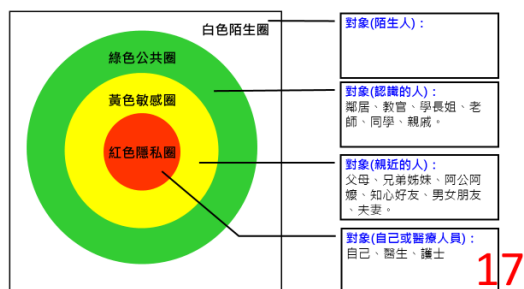 白色陌生圈
綠色公共圈
黃色敏感圈
紅色隱私圈
對象(陌生人)：
對象(認識的人)：
鄰居、教官、學長姐、老
師、同學、親戚。
對象(親近的人)：
父母、兄弟姊妹、阿公阿
嬤、知心好友、男女朋友
、夫妻。
對象(自己或醫療人員)：
自己、醫生、護士
17